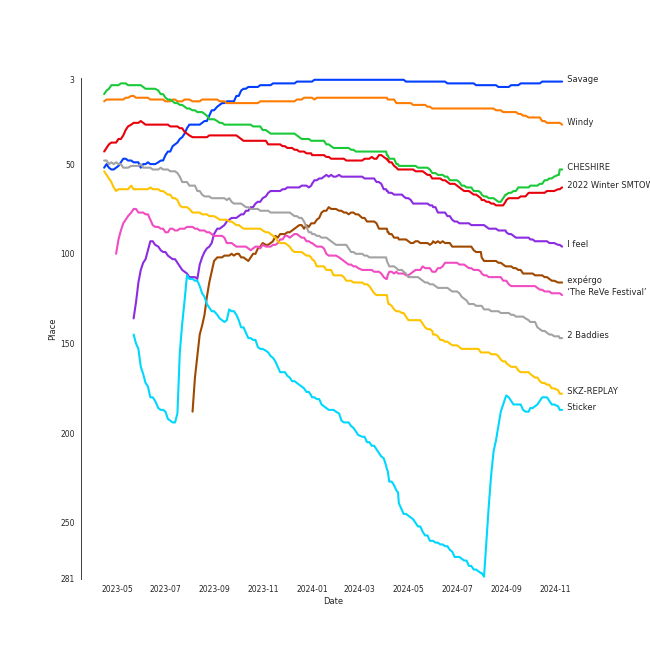 3
50
100
150
200
250
281
Place
2023-05
2023-07
2023-09
2023-11
2024-01
2024-03
2024-05
2024-07
2024-09
2024-11
Date
Savage
Windy
CHESHIRE
2022 Winter SMTOW
I feel
expérgo
‘The ReVe Festival’
2 Baddies
SKZ-REPLAY
Sticker